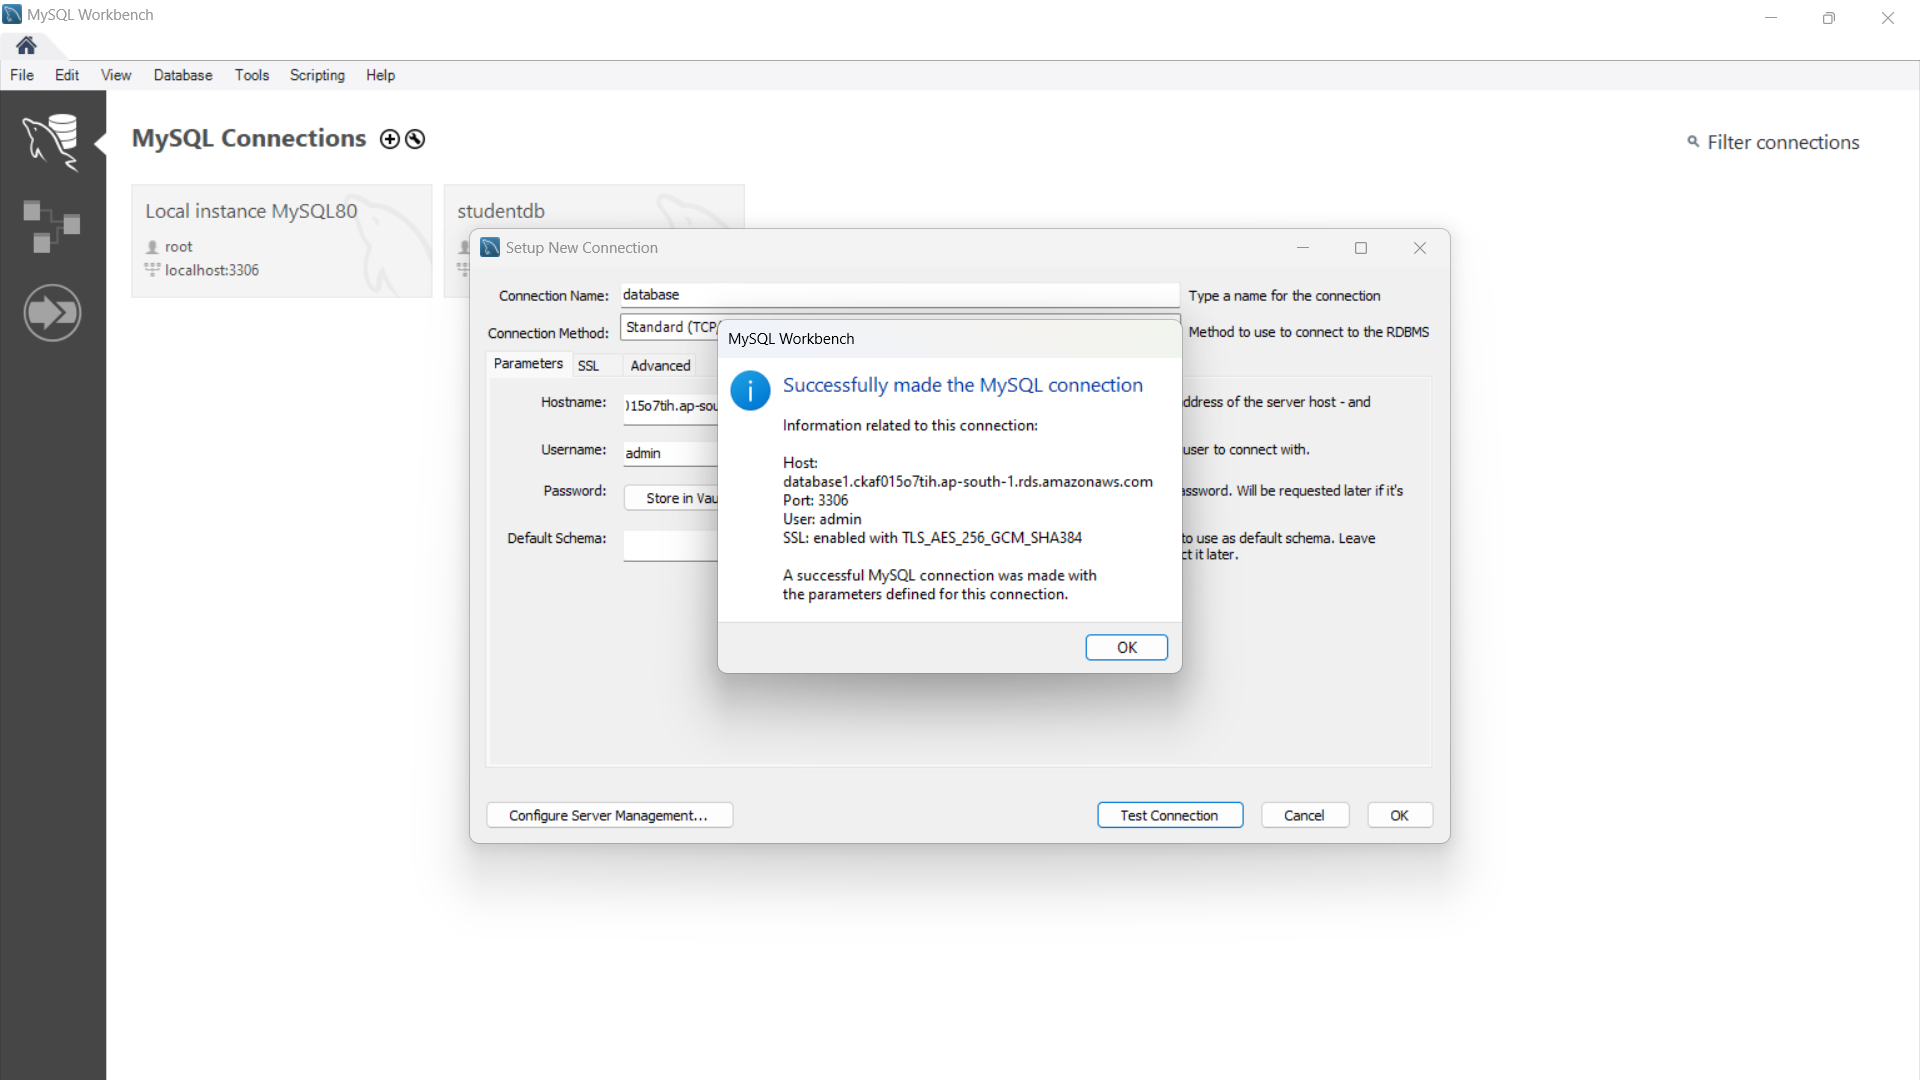 MySQL Workbench
File Edit View Database Tools Scripting Help
MySQL Connections
Filter connections
Local instance MySQL80
root
localhost:3306
studentdb
Setup New Connection
Connection Name: database Type a name for the connection
Connection Method: Standard (TCP/ Method to use to connect to the RDBMS
Parameters SSL Advanced
Hostname: 015o7tih.ap-sou ddress of the server host - and
Username: admin user to connect with.
Password: Store in Vau assword. Will be requested later if it's
Default Schema: to use as default schema. Leave
ct it later.
MySQL Workbench
Successfully made the MySQL connection
Information related to this connection:
Host:
database1.ckaf015o7tih.ap-south-1.rds.amazonaws.com
Port: 3306
User: admin
SSL: enabled with TLS_AES_256_GCM_SHA384
A successful MySQL connection was made with
the parameters defined for this connection.
OK
Configure Server Management... Test Connection Cancel OK